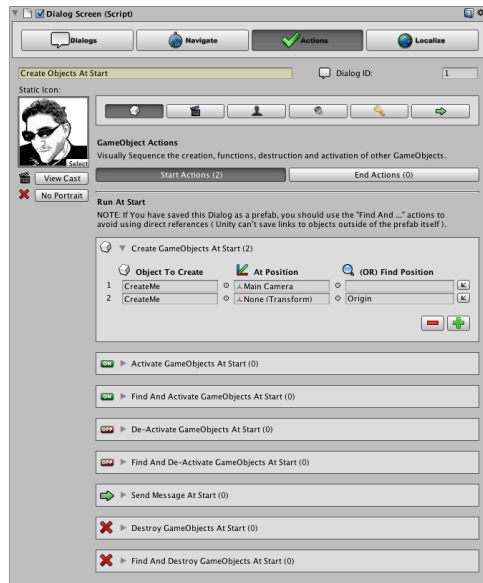 Dialog Screen (Script)
Dialogs Navigate Actions Localize
Create Objects At Start Dialog ID: 1
Static Icon:
Select
View Cast
No Portrait
GameObject Actions
Visually Sequence the creation, functions, destruction and activation of other GameObjects.
Start Actions (2) End Actions (0)
Run At Start
NOTE: If You have saved this Dialog as a prefab, you should use the "Find And ..." actions to
avoid using direct references ( Unity can't save links to objects outside of the prefab itself ).
Create GameObjects At Start (2)
Object To Create At Position (OR) Find Position
1 CreateMe Main Camera
2 CreateMe None (Transform) Origin
ON Activate GameObjects At Start (0)
ON Find And Activate GameObjects At Start (0)
OFF De-Activate GameObjects At Start (0)
OFF Find And De-Activate GameObjects At Start (0)
Send Message At Start (0)
Destroy GameObjects At Start (0)
Find And Destroy GameObjects At Start (0)